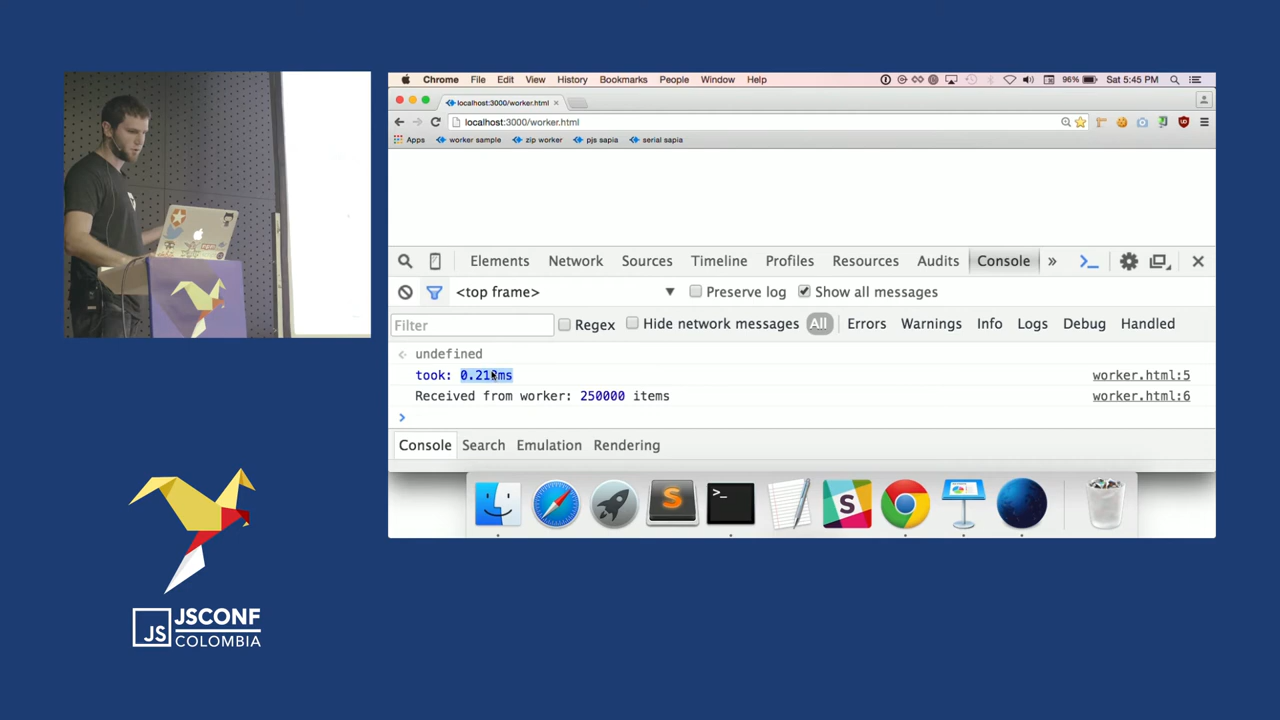 Chrome File Edit View History Bookmarks People Window Help 96% Sat 5:45 PM
localhost:3000/worker.html
localhost:3000/worker.html
Apps worker sample zip worker pjs sapia serial sapia
Elements Network Sources Timeline Profiles Resources Audits Console »
<top frame> Preserve log Show all messages
Filter Regex Hide network messages All Errors Warnings Info Logs Debug Handled
undefined
took: worker.html:5
Received from worker: 250000 items worker.html:6
Console Search Emulation Rendering
JS JSCONF
COLOMBIA